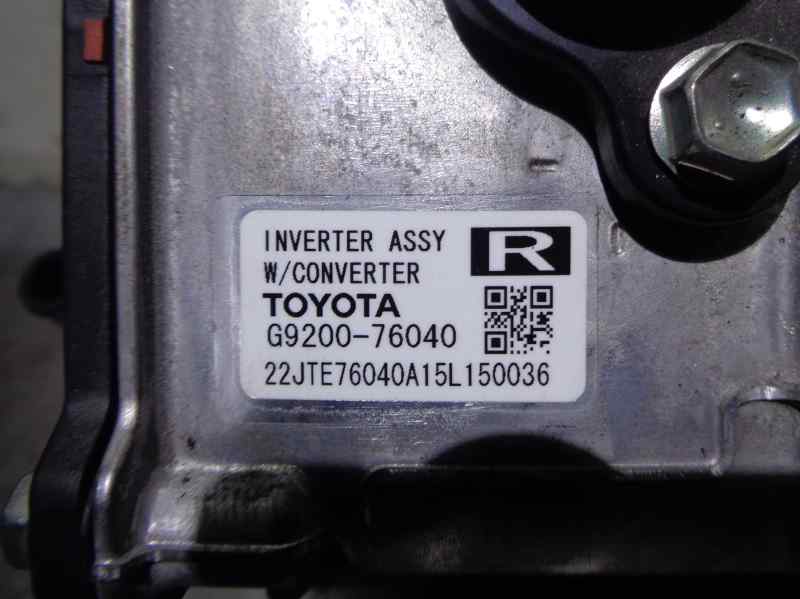 INVERTER ASSY R
W/CONVERTER
TOYOTA
G9200-76040
22JTE76040A15L150036